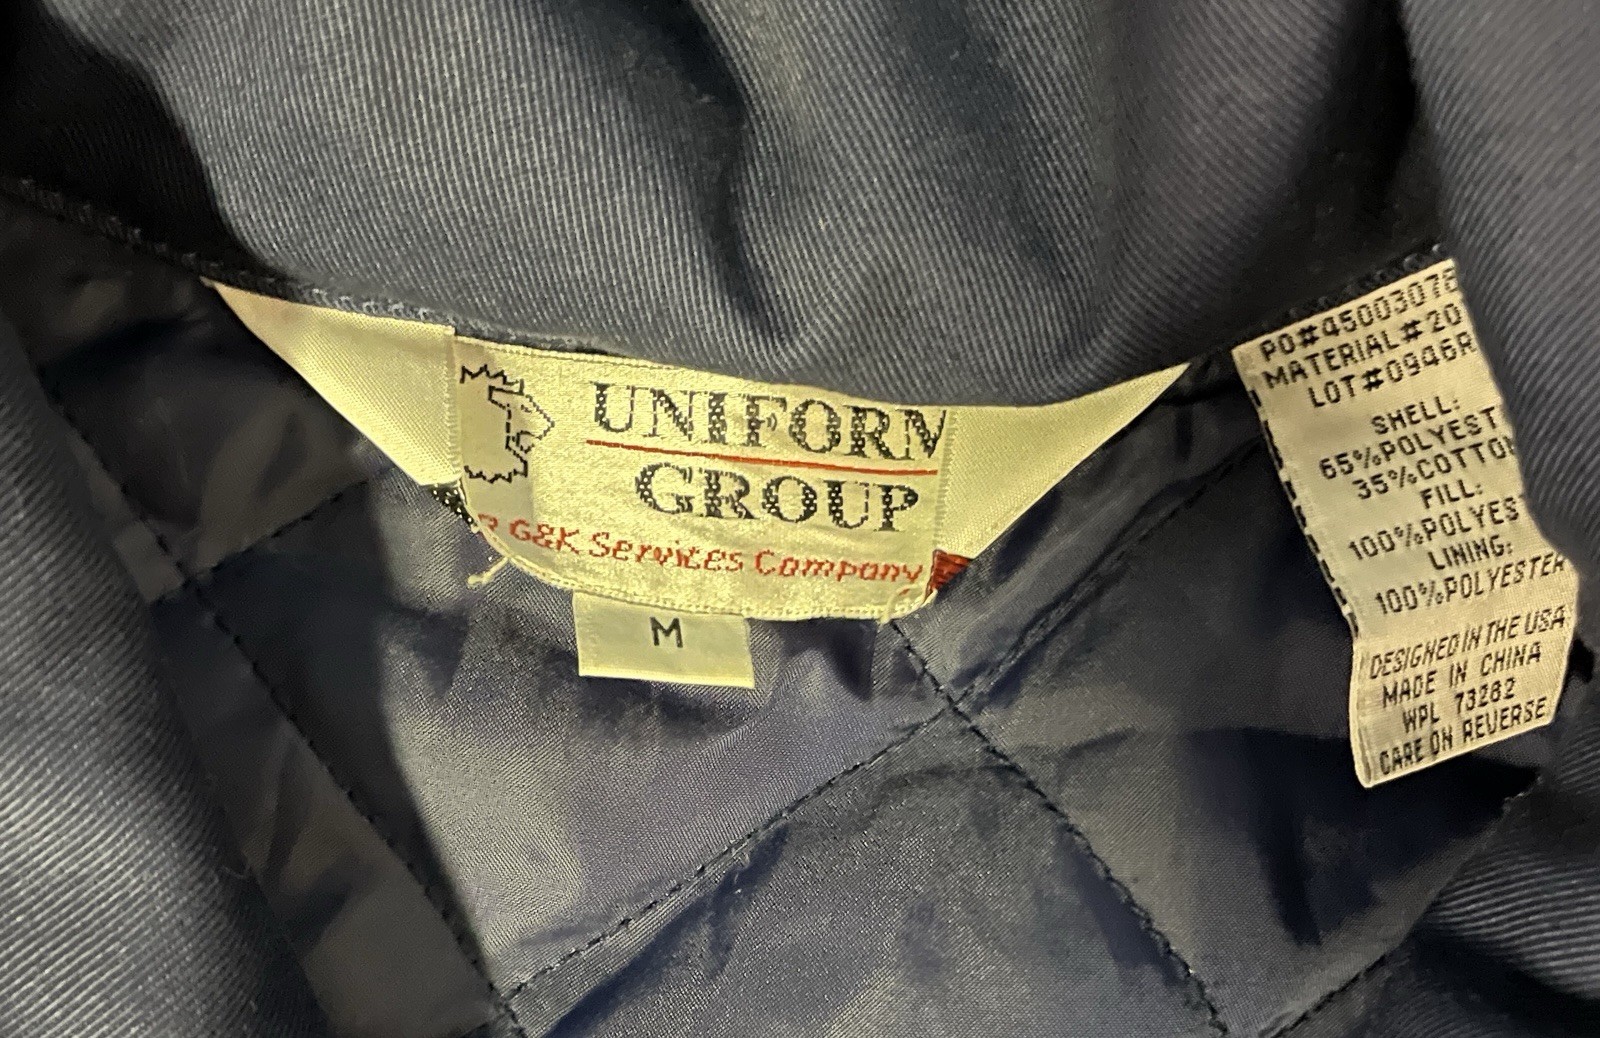 UNIFORM
GROUP
G&K Services Company
M
PO#45003078
MATERIAL#20
LOT#0946R
SHELL:
65%POLYEST
35%COTTON
FILL:
100%POLYES
LINING:
100%POLYESTER
DESIGNED IN THE USA
MADE IN CHINA
WPL 73282
CARE ON REVERSE